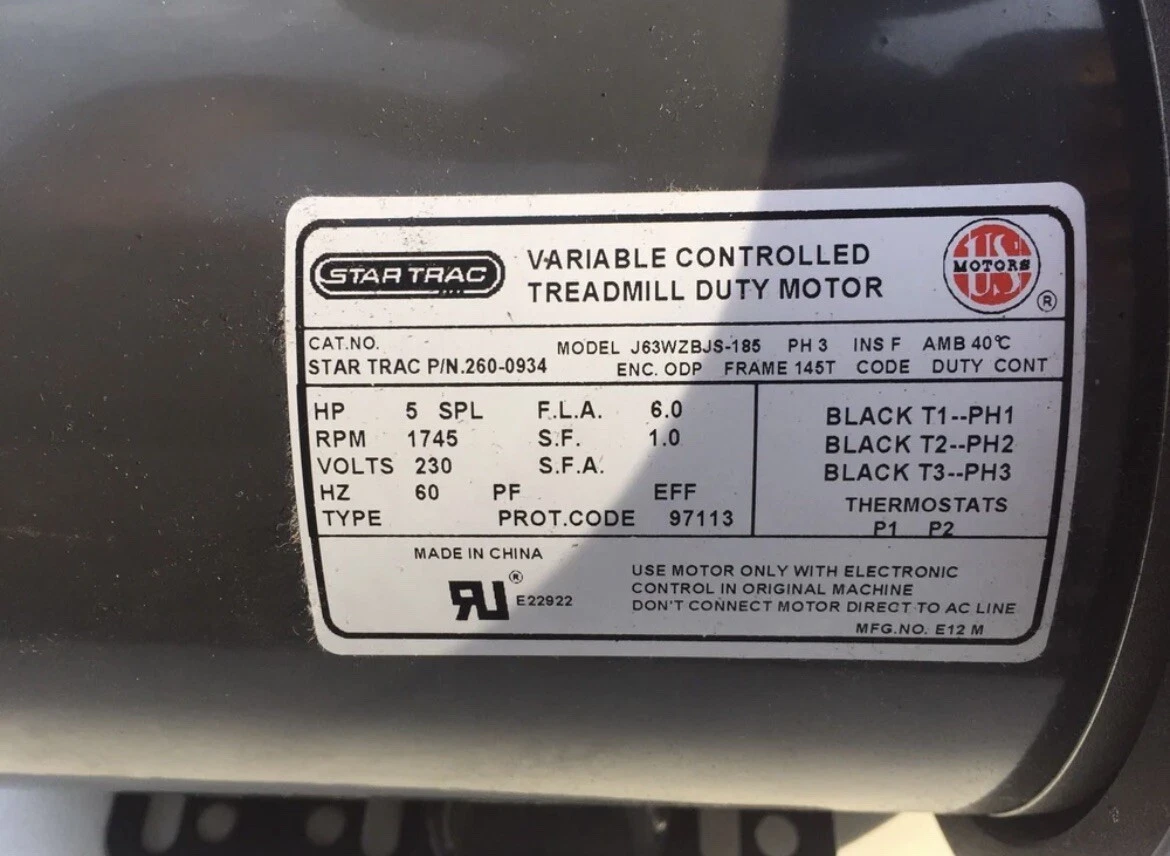 STAR TRAC
VARIABLE CONTROLLED
TREADMILL DUTY MOTOR
US
MOTORS
®
CAT.NO. MODEL J63WZBJS-185 PH 3 INS F AMB 40°C
STAR TRAC P/N.260-0934 ENC. ODP FRAME 145T CODE DUTY CONT
HP 5 SPL F.L.A. 6.0
RPM 1745 S.F. 1.0
VOLTS 230 S.F.A.
HZ 60 PF EFF
TYPE PROT.CODE 97113
BLACK T1--PH1
BLACK T2--PH2
BLACK T3--PH3
THERMOSTATS
P1 P2
MADE IN CHINA
RU ® E22922
USE MOTOR ONLY WITH ELECTRONIC
CONTROL IN ORIGINAL MACHINE
DON'T CONNECT MOTOR DIRECT TO AC LINE
MFG.NO. E12 M